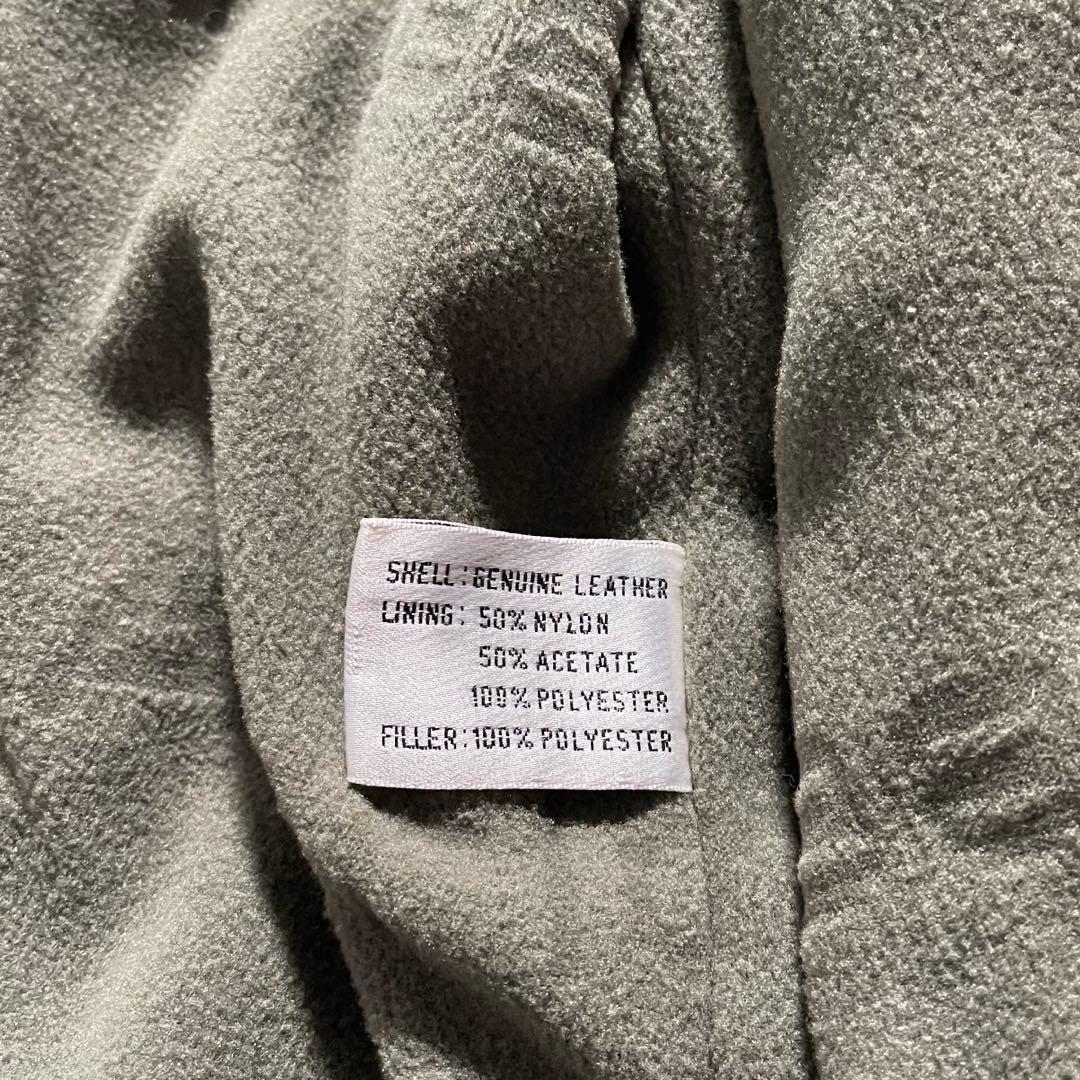 SHELL: GENUINE LEATHER
LINING: 50% NYLON
50% ACETATE
100% POLYESTER
FILLER: 100% POLYESTER